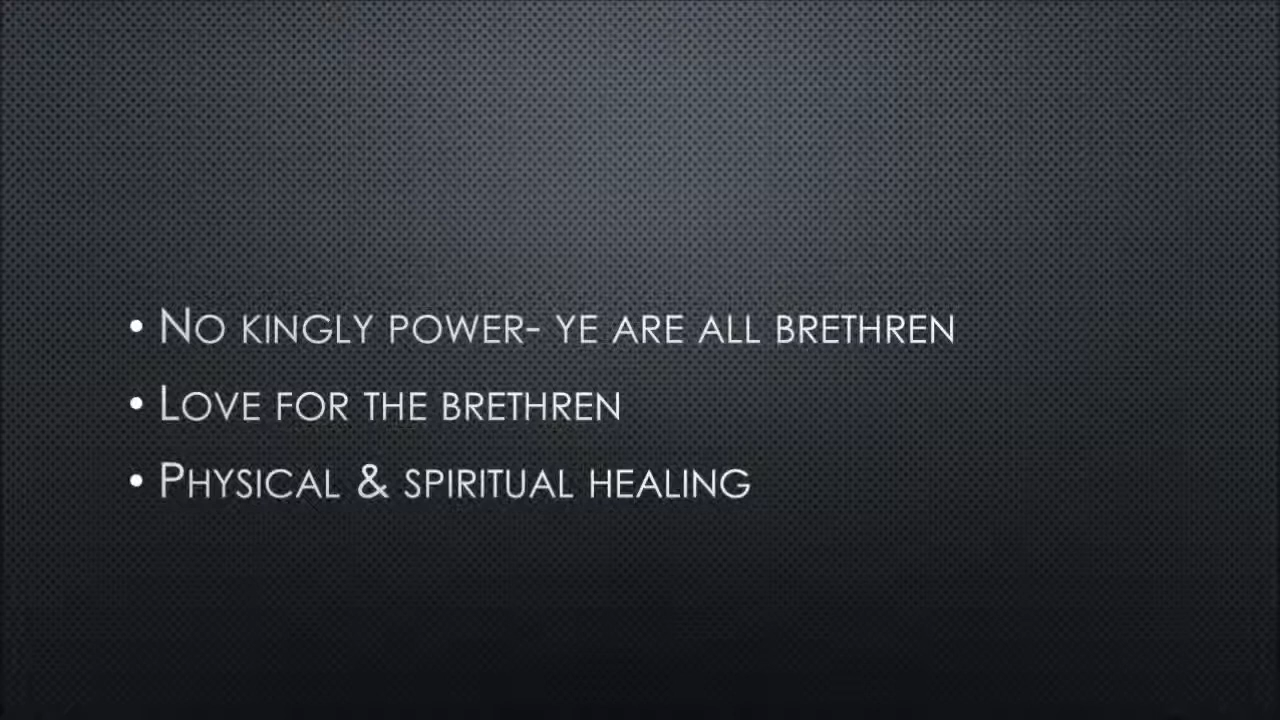 • No kingly power- ye are all brethren
• Love for the brethren
• Physical & spiritual healing